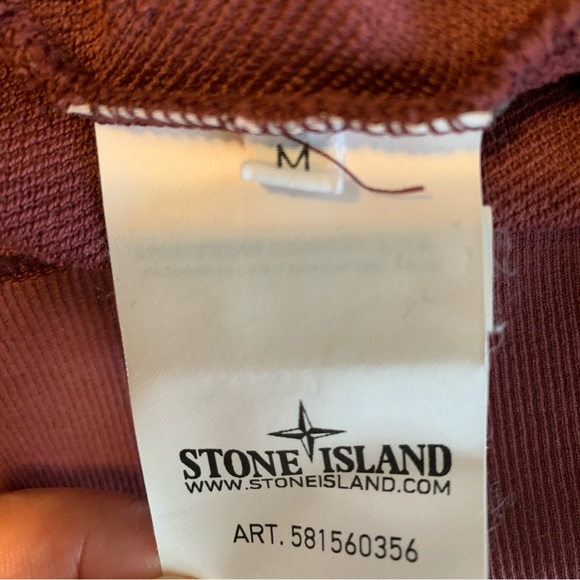 M
STONE ISLAND
WWW.STONEISLAND.COM
ART. 581560356